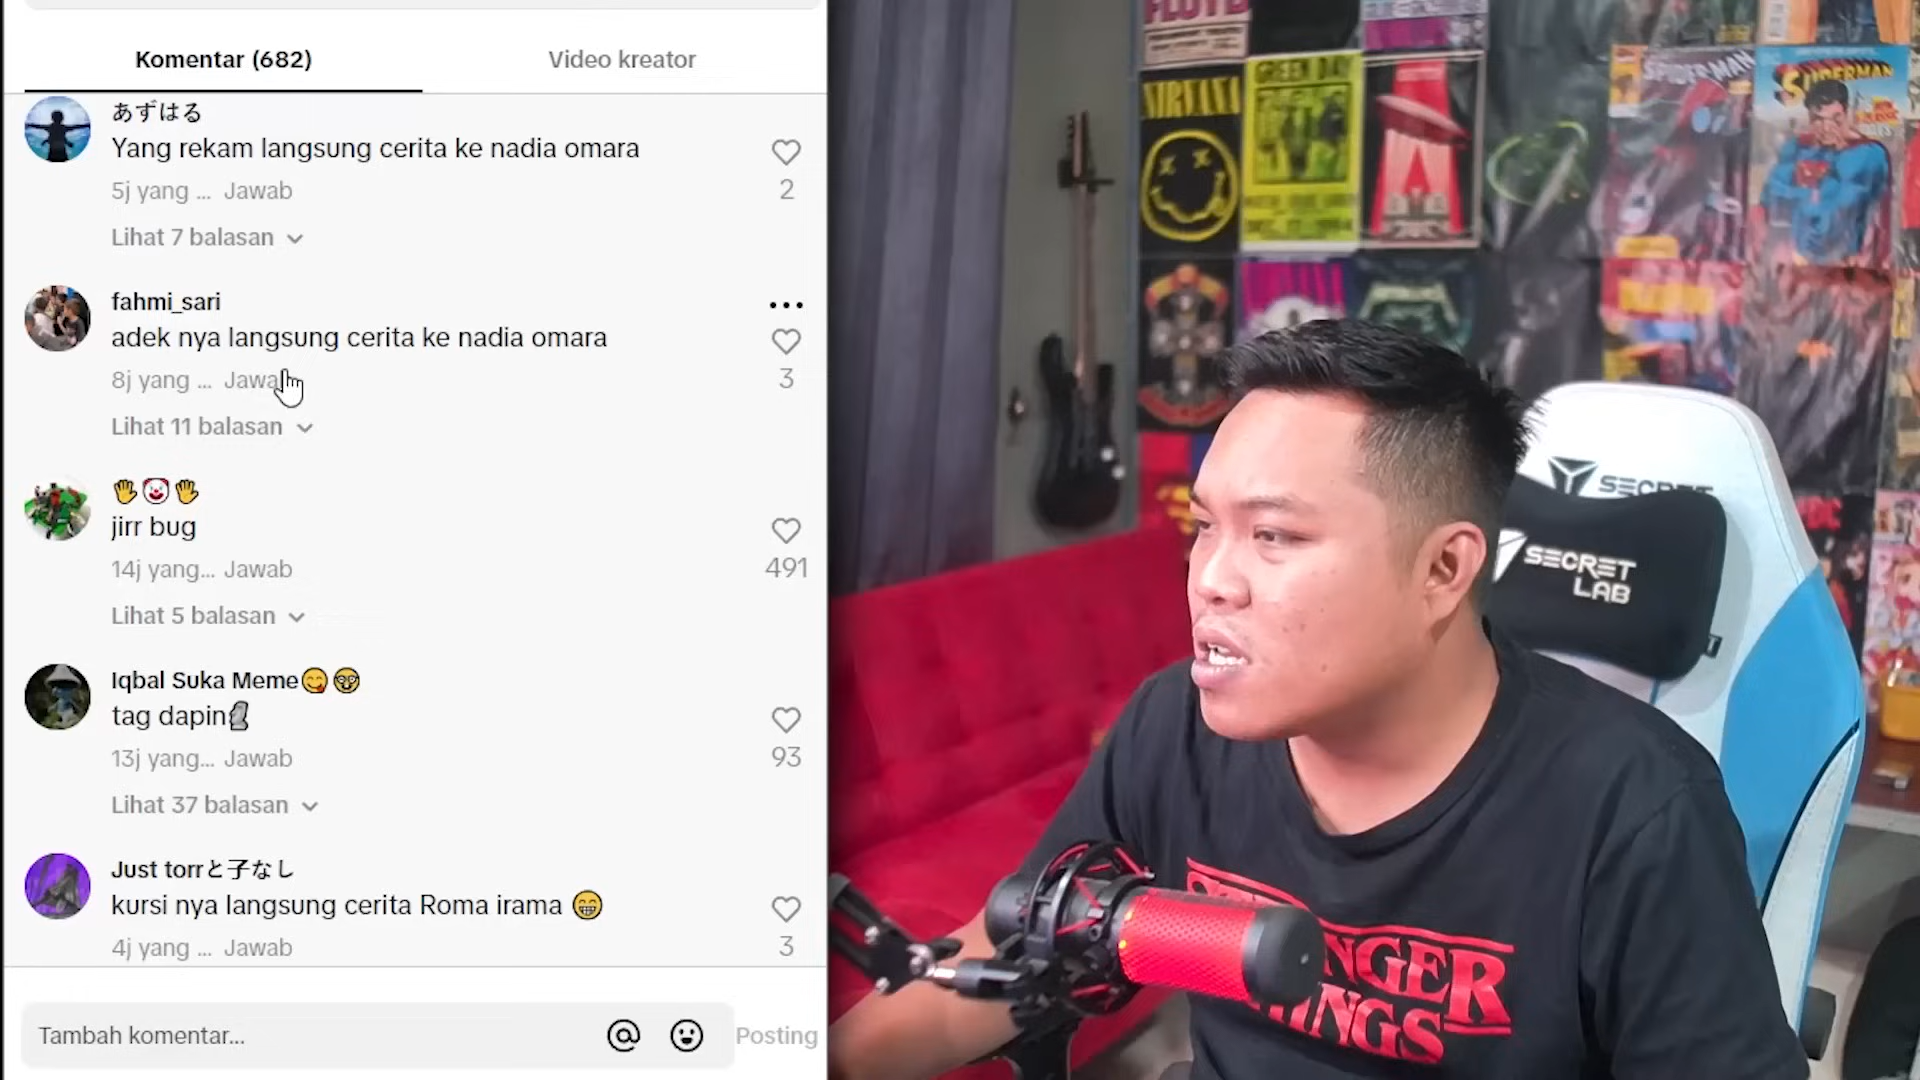 Komentar (682)
Video kreator
あずはる
Yang rekam langsung cerita ke nadia omara
2
5j yang ... Jawab
Lihat 7 balasan
fahmi_sari
adek nya langsung cerita ke nadia omara
3
8j yang ...
Lihat 11 balasan
🖐🤡🖐
jirr bug
491
14j yang... Jawab
Lihat 5 balasan
Iqbal Suka Meme😋🤓
tag dapin🗿
93
13j yang... Jawab
Lihat 37 balasan
Just torrと子なし
kursi nya langsung cerita Roma irama 😁
3
4j yang ... Jawab
Tambah komentar...
Posting
FLOYD
NIRVANA
GREEN DAY
SPIDER-MAN
SUPERMAN
SECRET
LAB